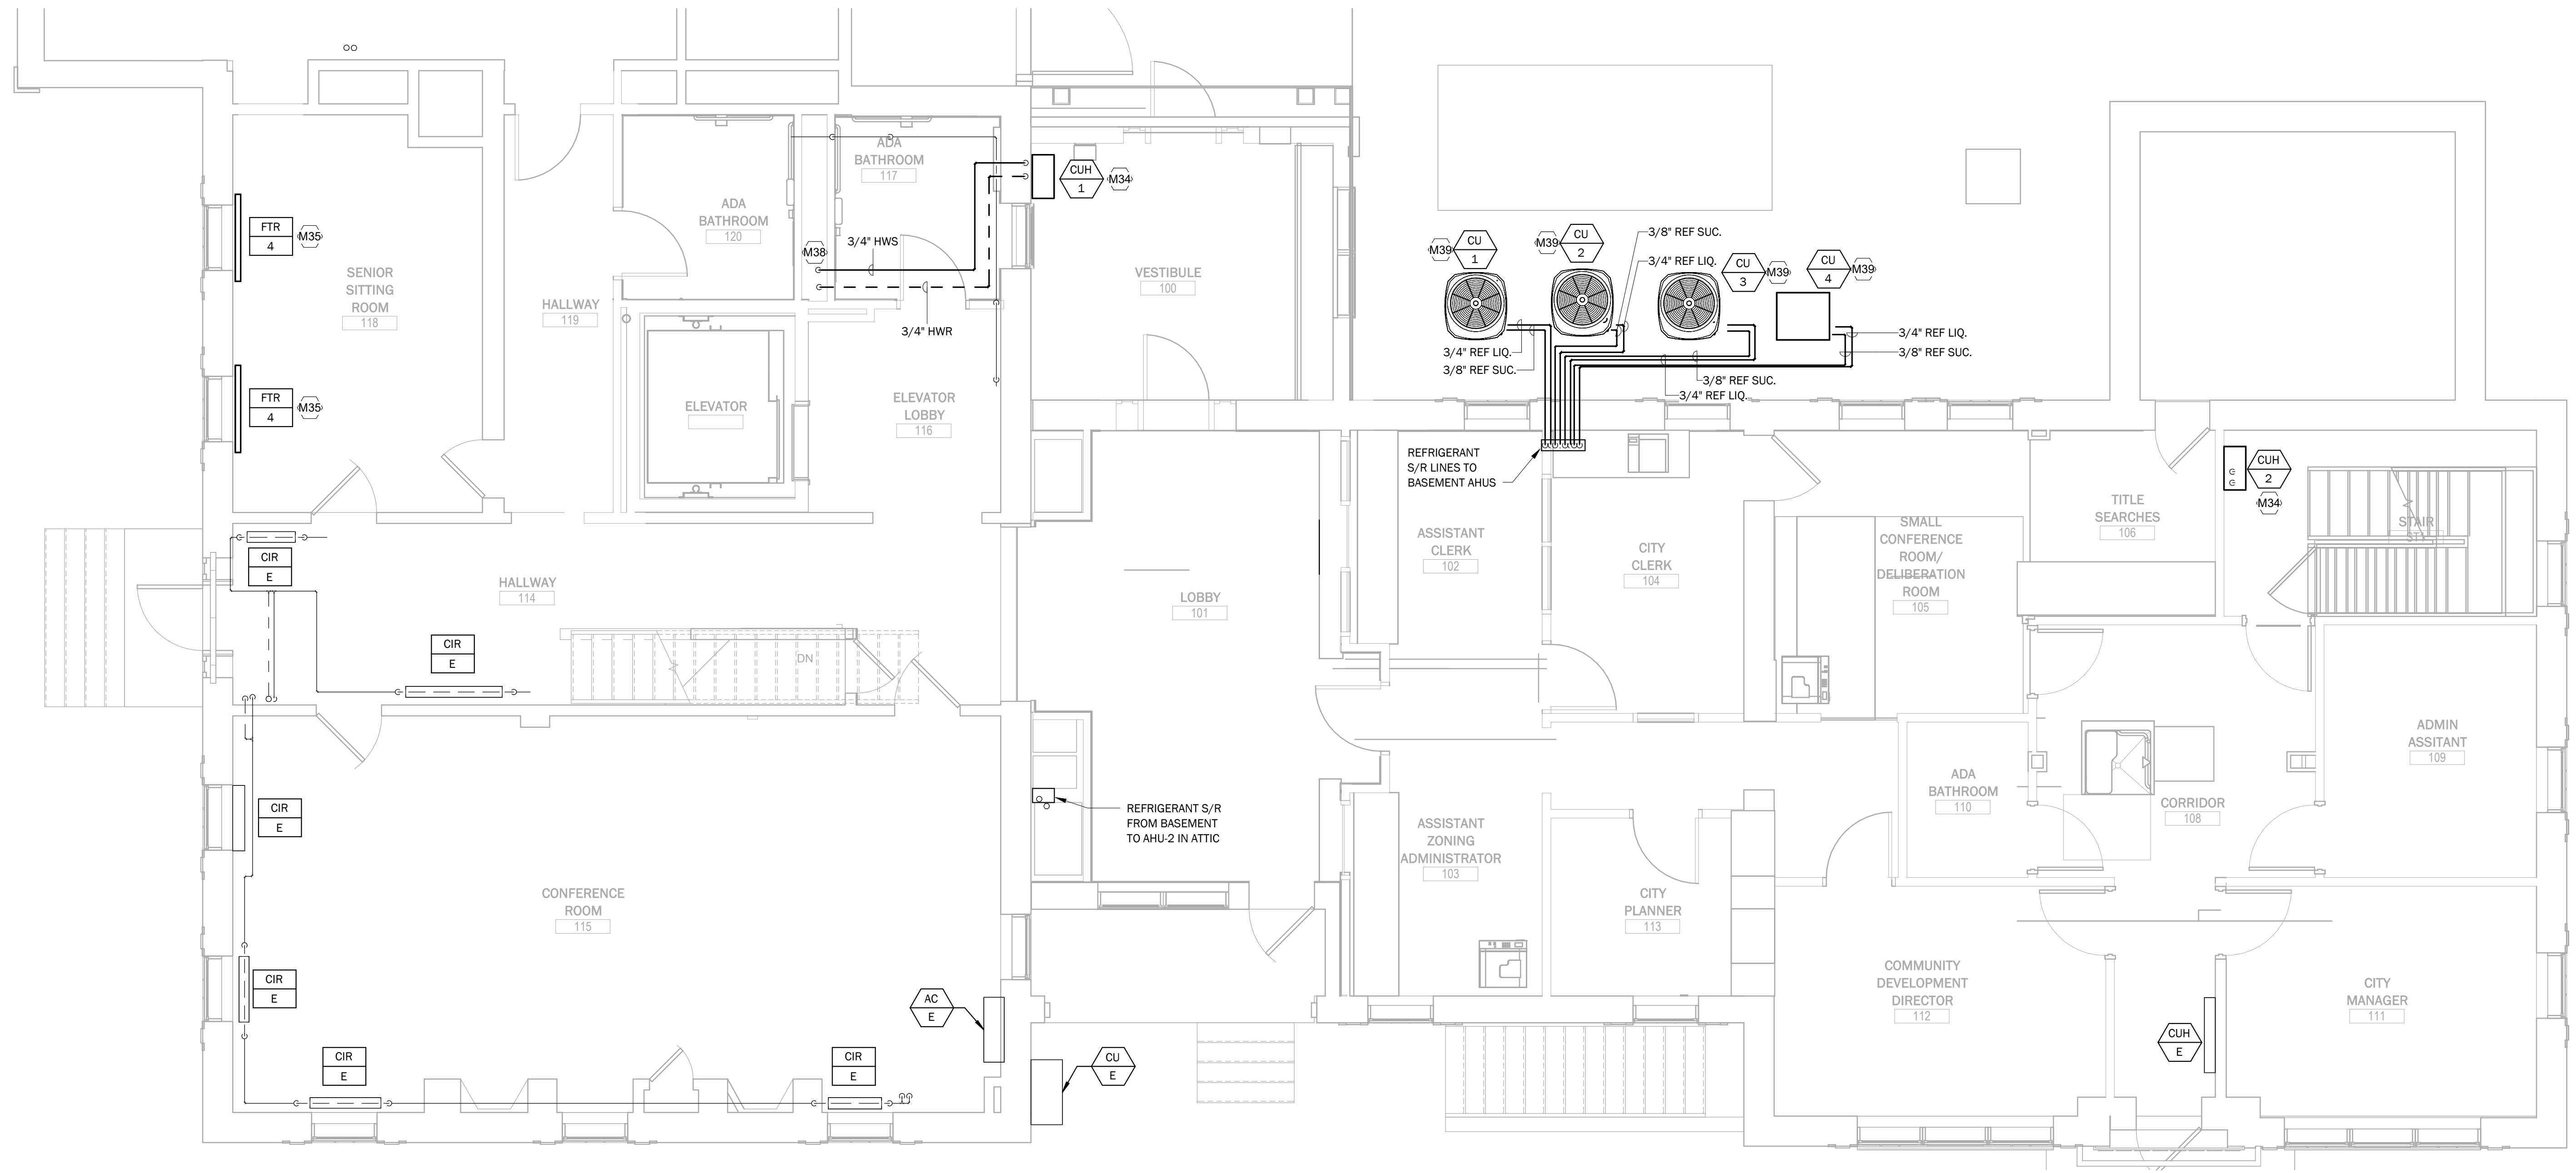 ADA
BATHROOM
117
CUH
1
M34
FTR
4
M35
ADA
BATHROOM
120
M38
3/4" HWS
3/4" HWR
SENIOR
SITTING
ROOM
118
HALLWAY
119
VESTIBULE
100
M39
CU
1
M39
CU
2
3/8" REF SUC.
3/4" REF LIQ.
CU
3
M39
CU
4
M39
3/4" REF LIQ.
3/8" REF SUC.
3/4" REF LIQ.
3/8" REF SUC.
3/8" REF SUC.
3/4" REF LIQ.
FTR
4
M35
ELEVATOR
ELEVATOR
LOBBY
116
REFRIGERANT
S/R LINES TO
BASEMENT AHUS
CUH
2
M34
CIR
E
HALLWAY
114
CIR
E
DN
LOBBY
101
ASSISTANT
CLERK
102
CITY
CLERK
104
SMALL
CONFERENCE
ROOM/
DELIBERATION
ROOM
105
TITLE
SEARCHES
106
STAIR
ADMIN
ASSITANT
109
ADA
BATHROOM
110
CORRIDOR
108
CIR
E
REFRIGERANT S/R
FROM BASEMENT
TO AHU-2 IN ATTIC
ASSISTANT
ZONING
ADMINISTRATOR
103
CITY
PLANNER
113
CONFERENCE
ROOM
115
CIR
E
AC
E
COMMUNITY
DEVELOPMENT
DIRECTOR
112
CITY
MANAGER
111
CUH
E
CIR
E
CIR
E
CU
E